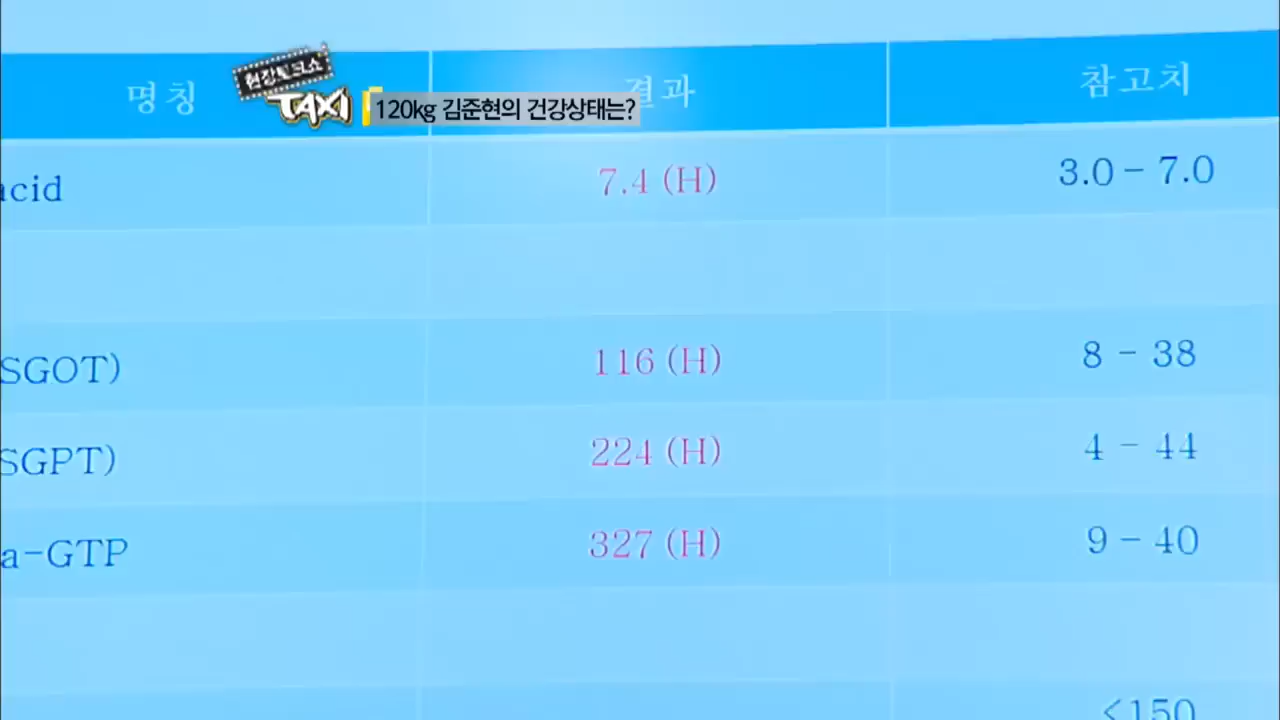 현장토크쇼
TAXI
120kg 김준현의 건강상태는?
명칭 결과 참고치
acid 7.4 (H) 3.0 - 7.0
SGOT) 116 (H) 8 - 38
SGPT) 224 (H) 4 - 44
a-GTP 327 (H) 9 - 40
<150